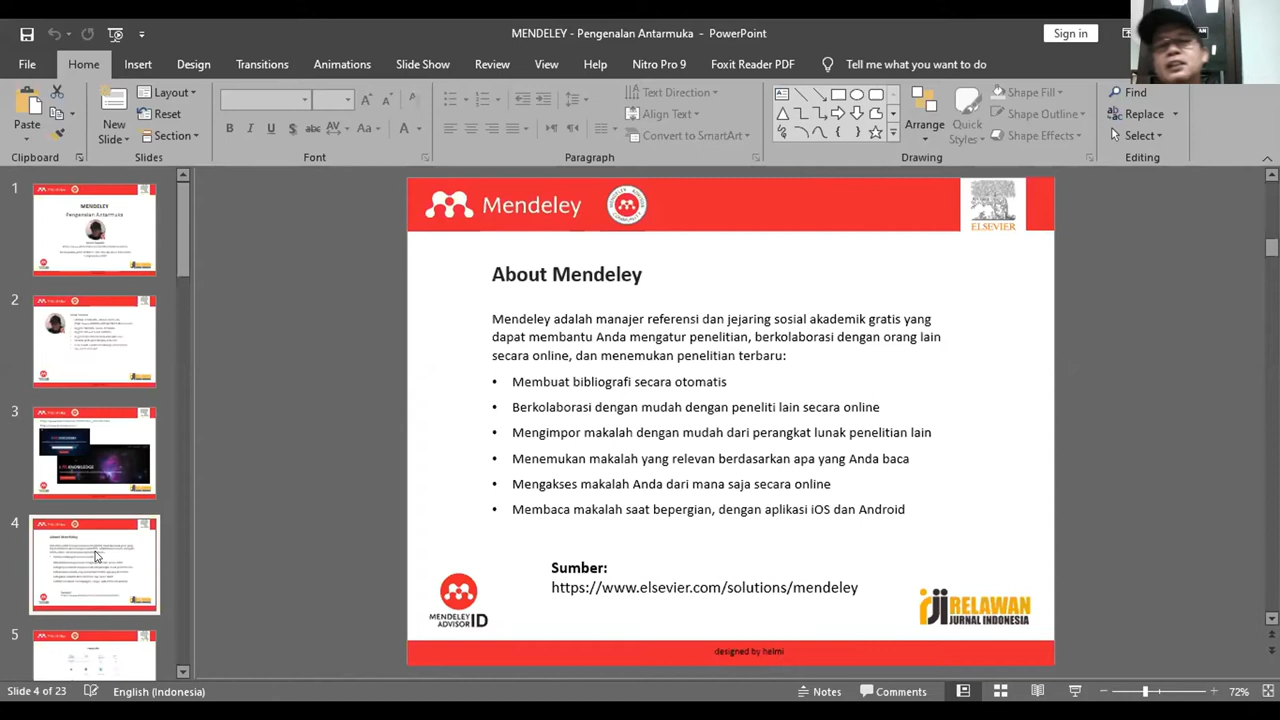 MENDELEY - Pengenalan Antarmuka - PowerPoint
Sign in
File Home Insert Design Transitions Animations Slide Show Review View Help Nitro Pro 9 Foxit Reader PDF Tell me what you want to do
Paste
New Slides
Layout
Reset
Section
Text Direction
Align Text
Convert to SmartArt
Arrange
Quick Styles
Shape Fill
Shape Outline
Shape Effects
Find
Replace
Select
Clipboard Slides Font Paragraph Drawing Editing
1
MENDELEY
Pengenalan Antarmuka
2
3
4
5
Mendeley
ELSEVIER
About Mendeley
adalah manajer referensi dan jejaring akademik gratis yang
dapat membantu Anda mengatur penelitian, berkolaborasi dengan orang lain
secara online, dan menemukan penelitian terbaru:
• Membuat bibliografi secara otomatis
• Berkolaborasi dengan mudah dengan peneliti lain secara online
• Mengimpor makalah dengan mudah dari lunak penelitian lain
• Menemukan makalah yang relevan berdasarkan apa yang Anda baca
• Mengakses makalah Anda dari mana saja secara online
• Membaca makalah saat bepergian, dengan aplikasi iOS dan Android
Sumber:
https://www.elsevier.com/solutions/mendeley
MENDELEY
ADVISOR ID
RELAWAN
JURNAL INDONESIA
designed by helmi
Slide 4 of 23 English (Indonesia) Notes Comments 72%